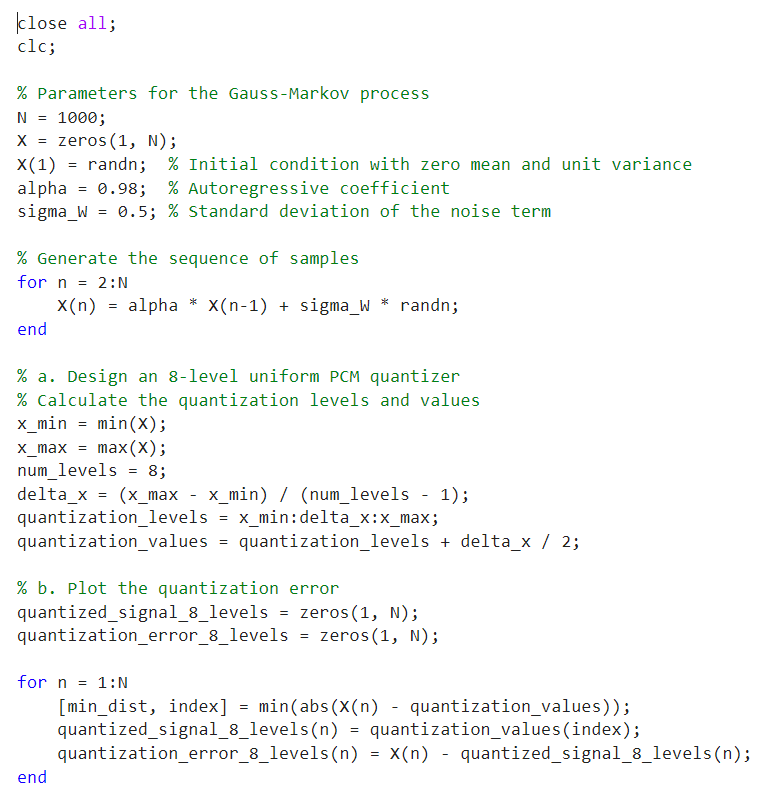 close all;
clc;
% Parameters for the Gauss-Markov process
N = 1000;
X = zeros(1, N);
X(1) = randn;  % Initial condition with zero mean and unit variance
alpha = 0.98;  % Autoregressive coefficient
sigma_W = 0.5; % Standard deviation of the noise term
% Generate the sequence of samples
for n = 2:N
    X(n) = alpha * X(n-1) + sigma_W * randn;
end
% a. Design an 8-level uniform PCM quantizer
% Calculate the quantization levels and values
x_min = min(X);
x_max = max(X);
num_levels = 8;
delta_x = (x_max - x_min) / (num_levels - 1);
quantization_levels = x_min:delta_x:x_max;
quantization_values = quantization_levels + delta_x / 2;
% b. Plot the quantization error
quantized_signal_8_levels = zeros(1, N);
quantization_error_8_levels = zeros(1, N);
for n = 1:N
    [min_dist, index] = min(abs(X(n) - quantization_values));
    quantized_signal_8_levels(n) = quantization_values(index);
    quantization_error_8_levels(n) = X(n) - quantized_signal_8_levels(n);
end